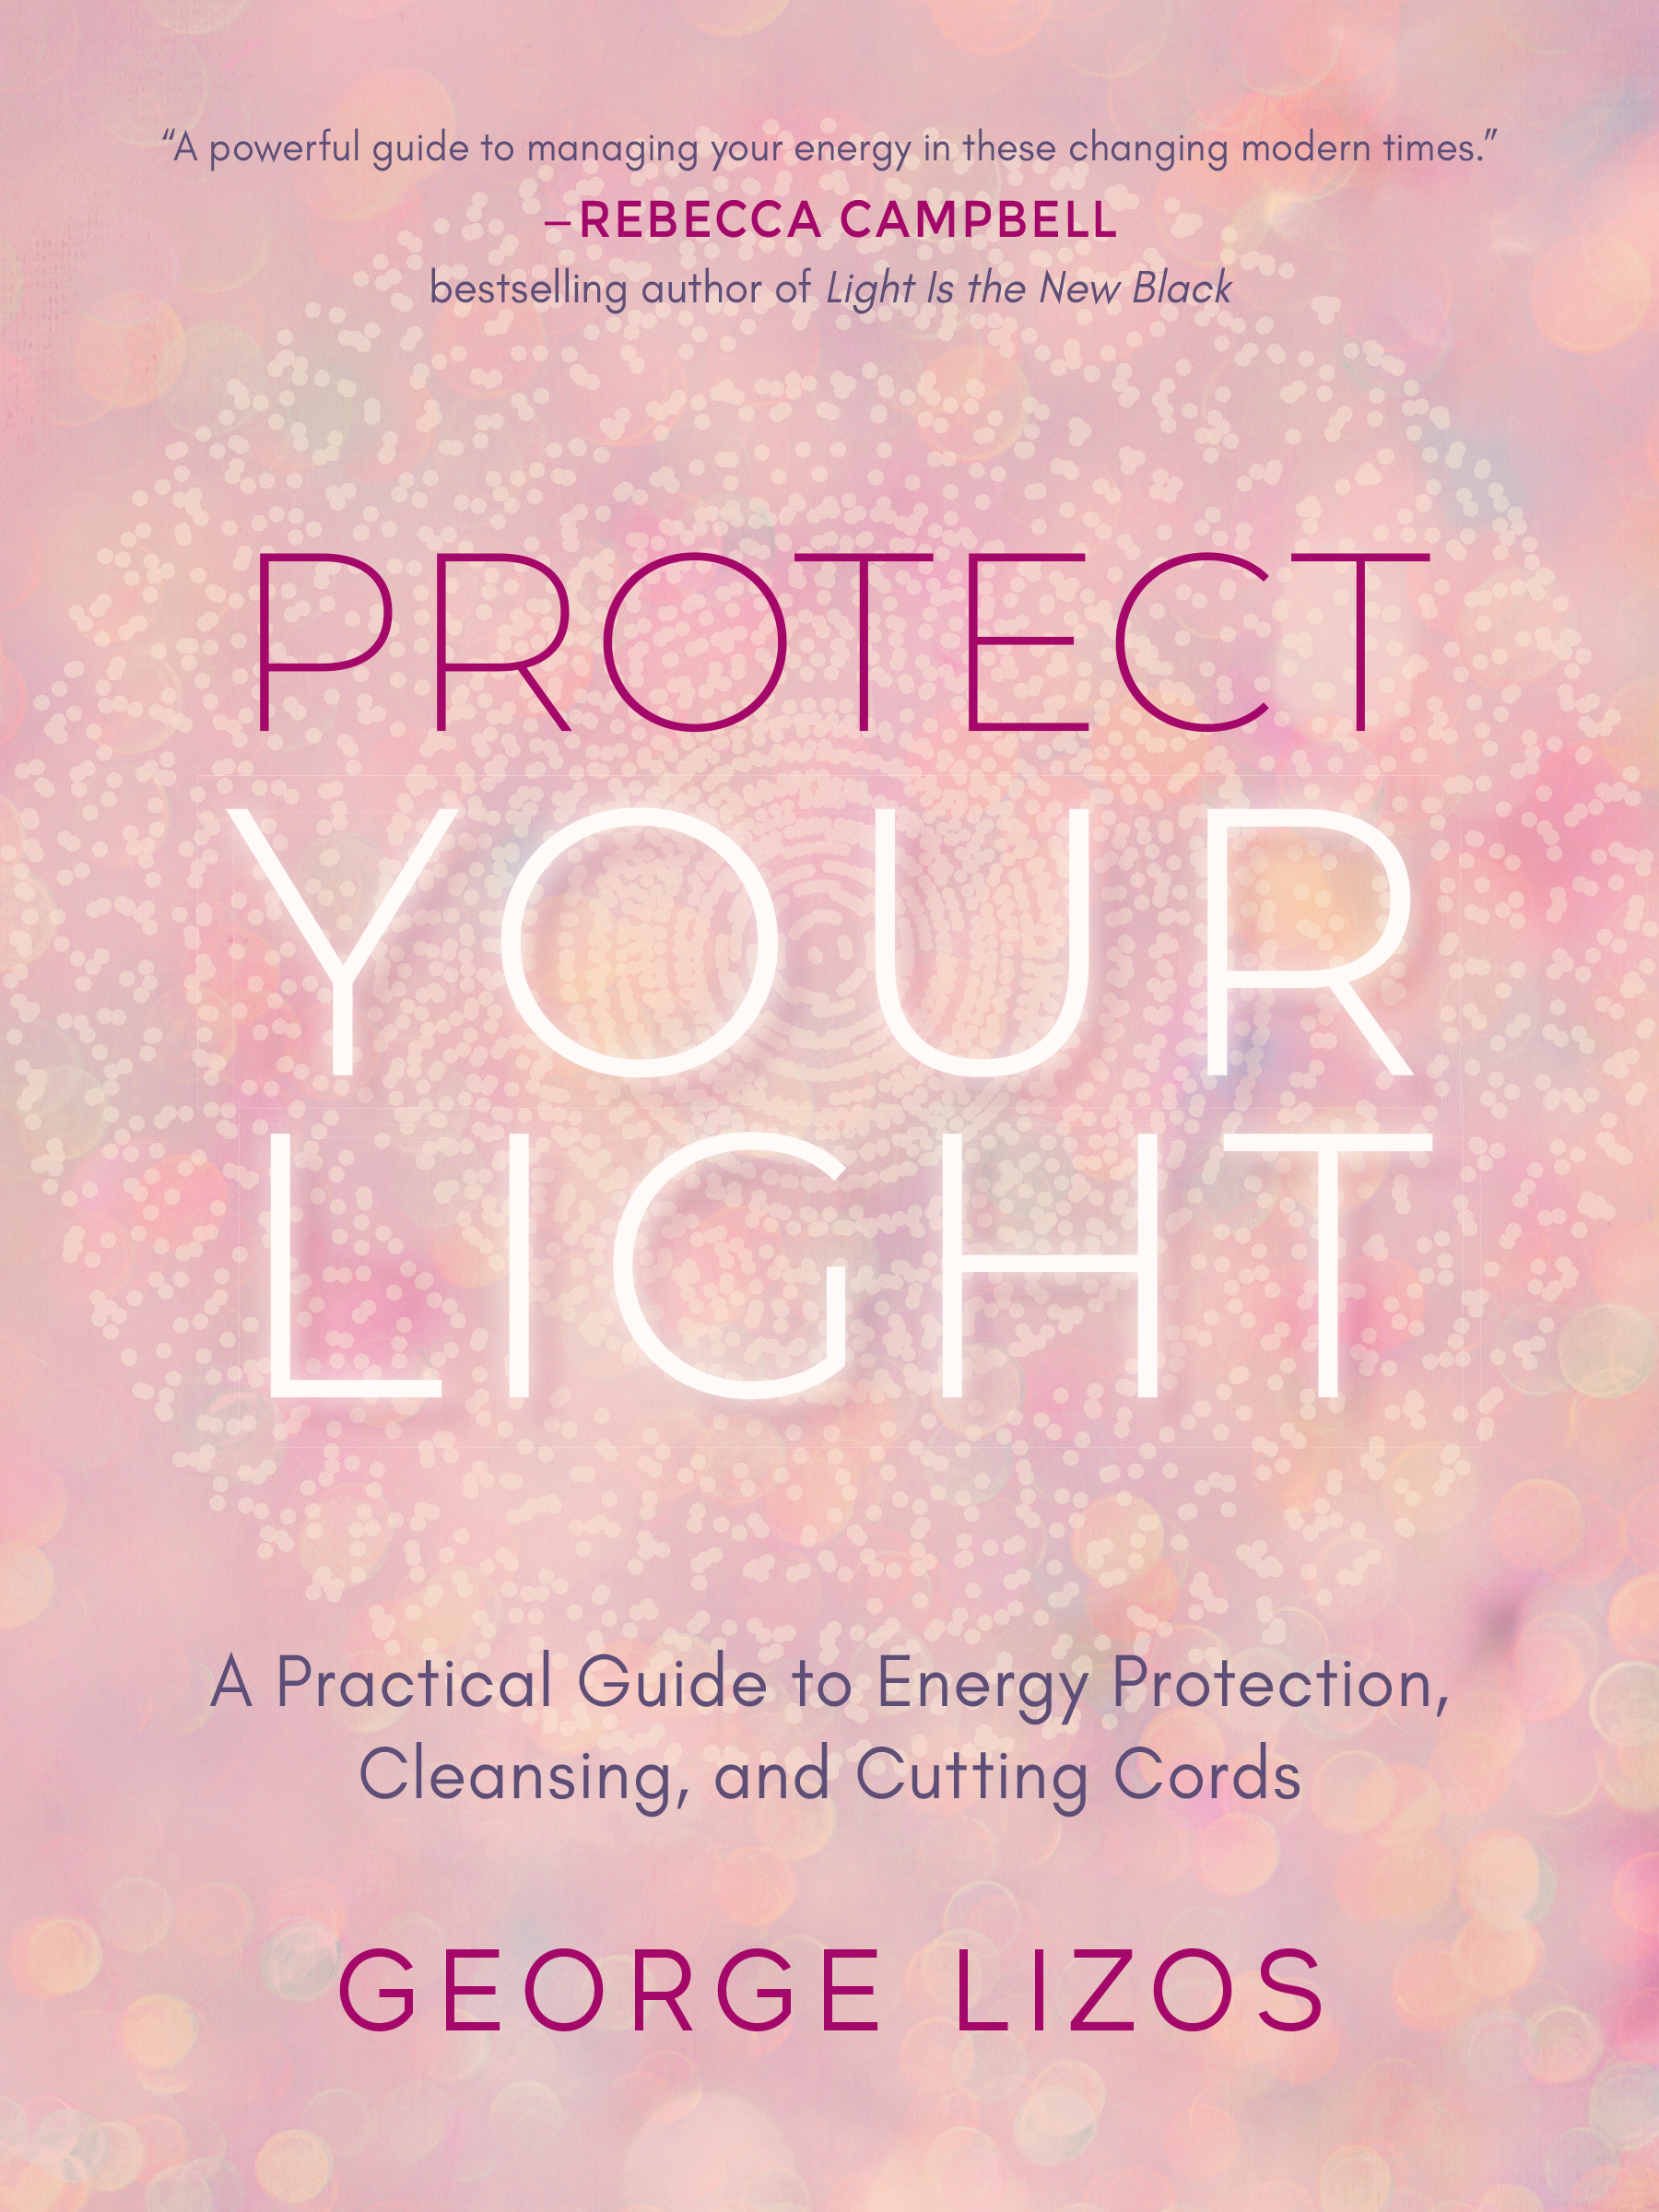 “A powerful guide to managing your energy in these changing modern times.”
–REBECCA CAMPBELL
bestselling author of Light Is the New Black
PROTECT
YOUR
LIGHT
A Practical Guide to Energy Protection,
Cleansing, and Cutting Cords
GEORGE LIZOS